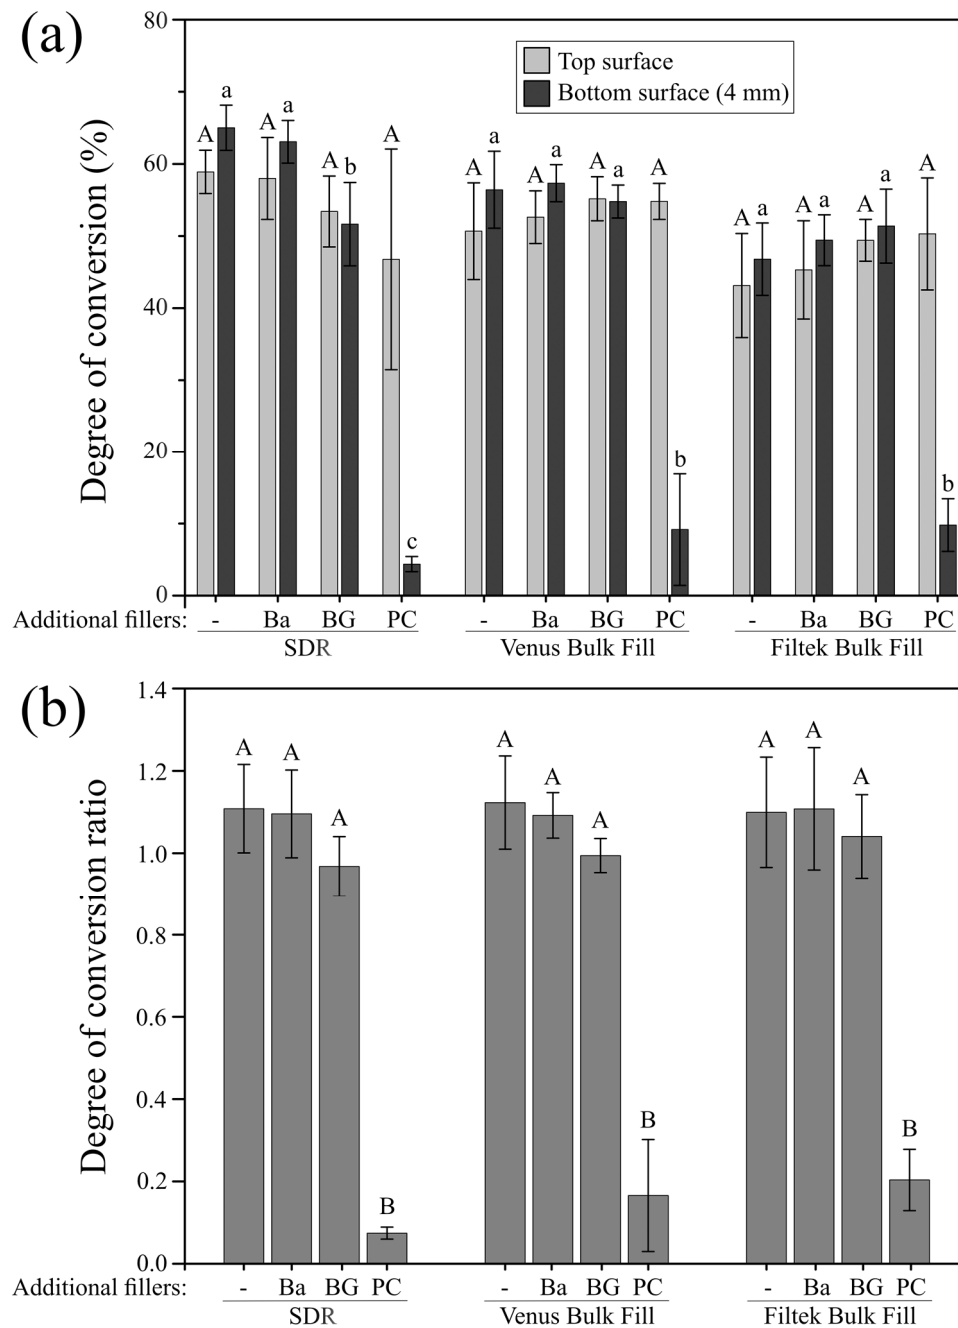 (a)
Degree of conversion (%)
80
60
40
20
0
Top surface
Bottom surface (4 mm)
A a A a A b A c
A a A a A a A b
A a A a A a A b
Additional fillers: - Ba BG PC - Ba BG PC - Ba BG PC
SDR Venus Bulk Fill Filtek Bulk Fill
(b)
Degree of conversion ratio
1.4
1.2
1.0
0.8
0.6
0.4
0.2
0.0
A A A B
A A A B
A A A B
Additional fillers: - Ba BG PC - Ba BG PC - Ba BG PC
SDR Venus Bulk Fill Filtek Bulk Fill